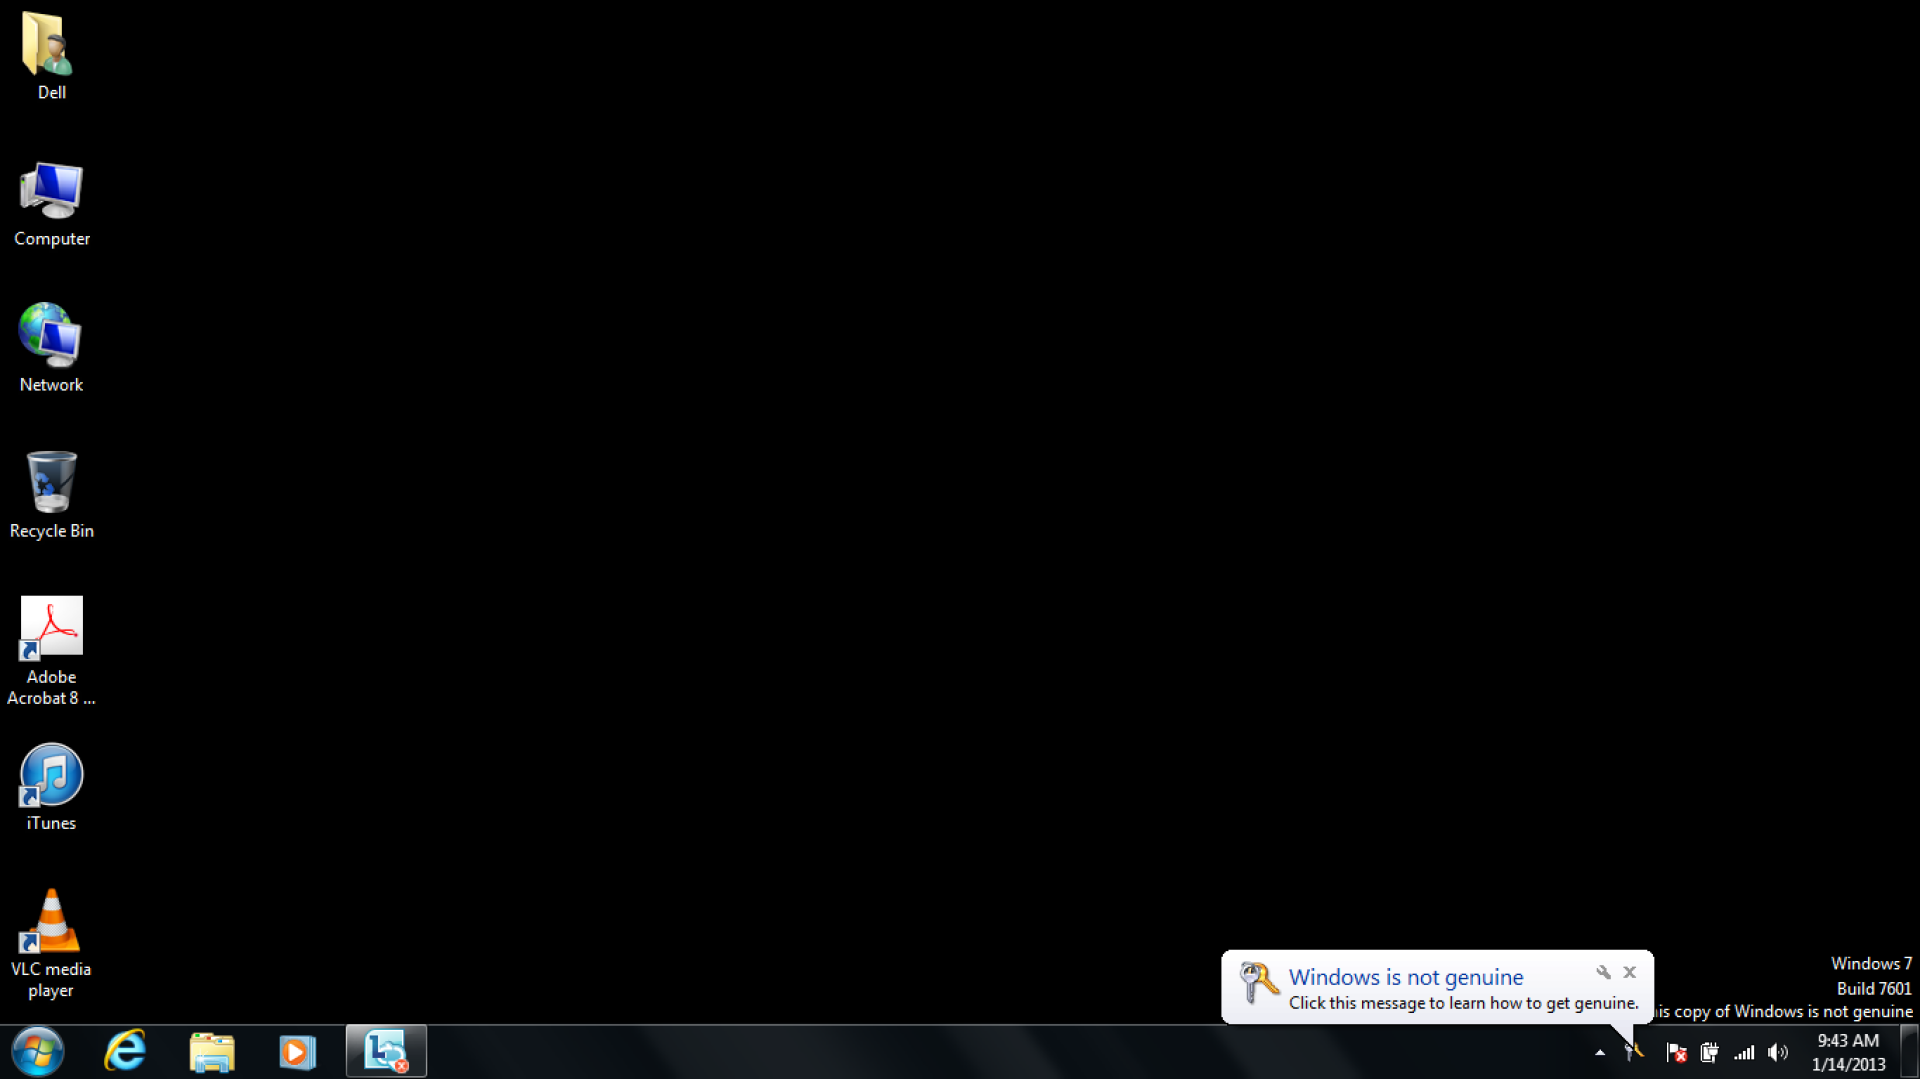 Dell
Computer
Network
Recycle Bin
Adobe
Acrobat 8 ...
iTunes
VLC media
player
Windows is not genuine
Click this message to learn how to get genuine.
Windows 7
Build 7601
is copy of Windows is not genuine
9:43 AM
1/14/2013